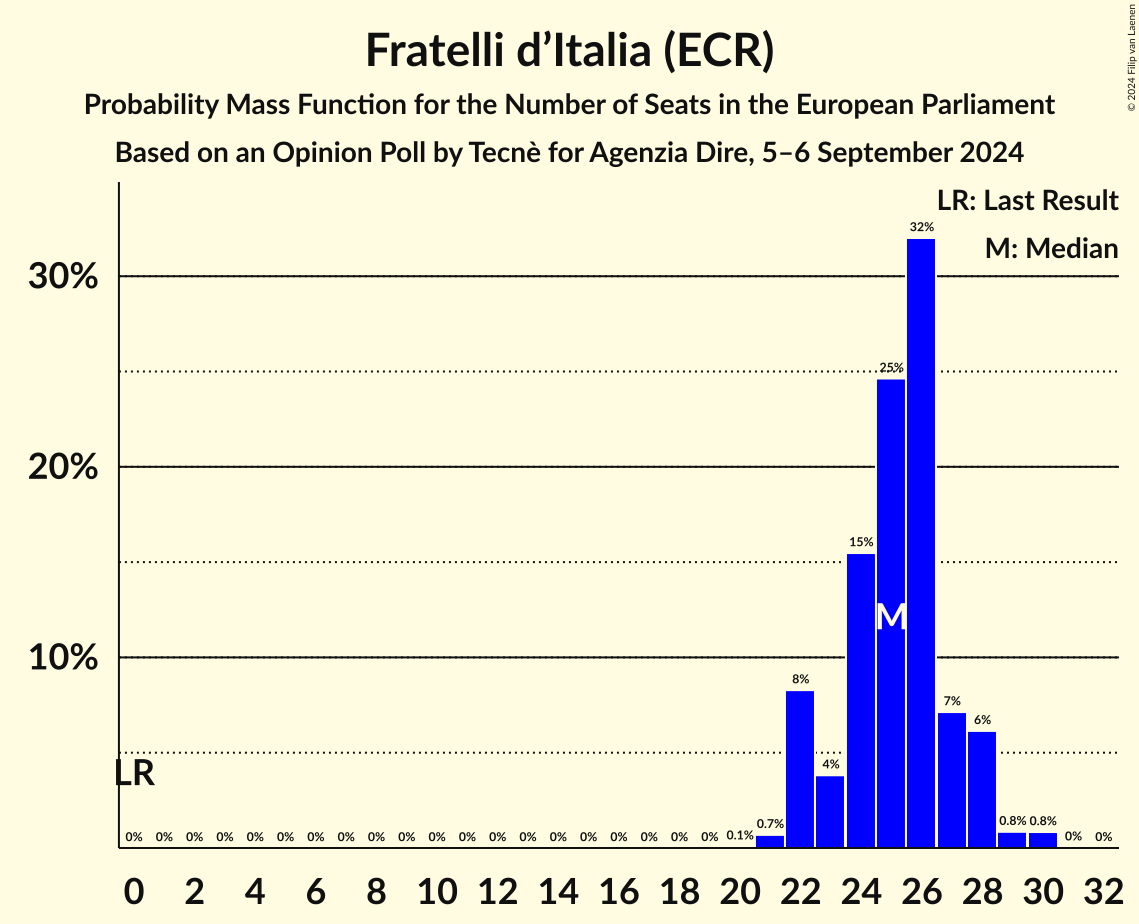 Fratelli d’Italia (ECR)
Probability Mass Function for the Number of Seats in the European Parliament
Based on an Opinion Poll by Tecnè for Agenzia Dire, 5–6 September 2024
© 2024 Filip van Laenen
LR: Last Result
M: Median
32%
30%
25%
20%
15%
M
10%
8%
7%
6%
4%
LR
0% 0% 0% 0% 0% 0% 0% 0% 0% 0% 0% 0% 0% 0% 0% 0% 0% 0% 0% 0% 0.1% 0.7% 0.8% 0.8% 0% 0%
0 2 4 6 8 10 12 14 16 18 20 22 24 26 28 30 32